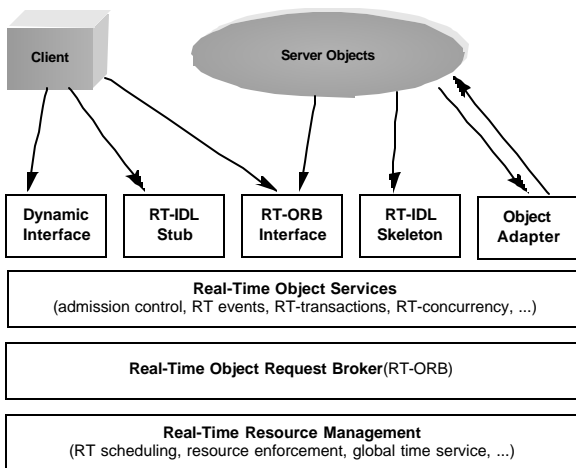 Client
Server Objects
Dynamic
Interface
RT-IDL
Stub
RT-ORB
Interface
RT-IDL
Skeleton
Object
Adapter
Real-Time Object Services
(admission control, RT events, RT-transactions, RT-concurrency, ...)
Real-Time Object Request Broker(RT-ORB)
Real-Time Resource Management
(RT scheduling, resource enforcement, global time service, ...)